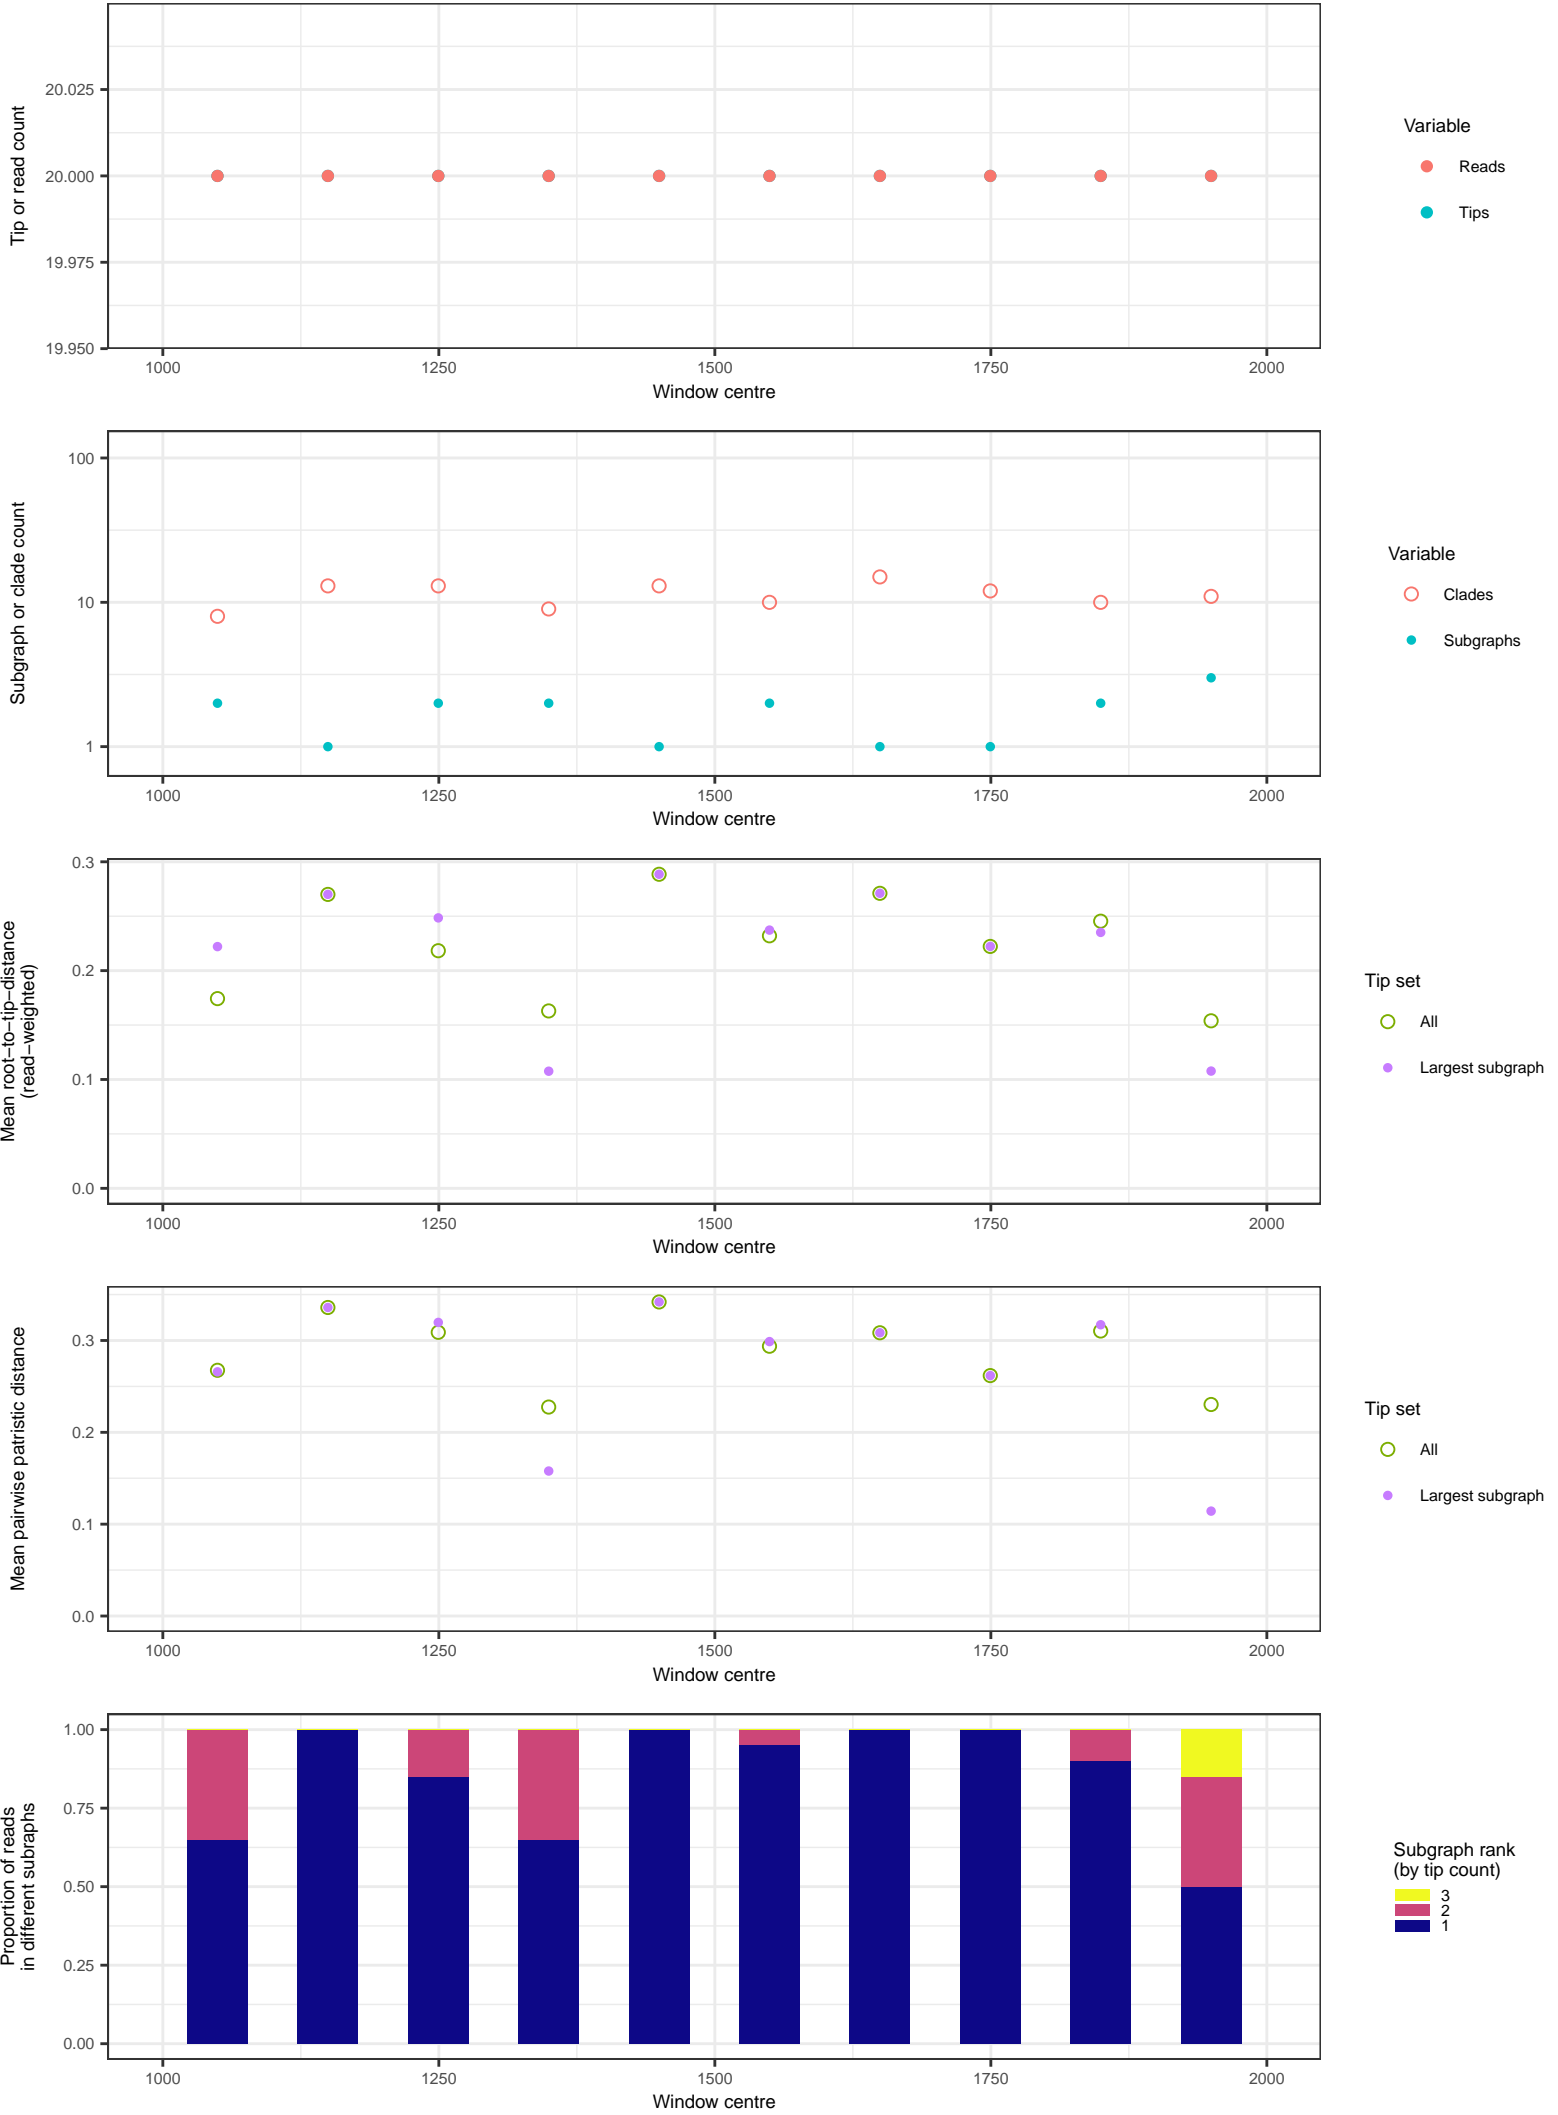 Tip or read count
20.025
20.000
19.975
19.950
1000 1250 1500 1750 2000
Window centre
Variable
Reads
Tips
Subgraph or clade count
100
10
1
1000 1250 1500 1750 2000
Window centre
Variable
Clades
Subgraphs
Mean root−to−tip−distance
(read−weighted)
0.3
0.2
0.1
0.0
1000 1250 1500 1750 2000
Window centre
Tip set
All
Largest subgraph
Mean pairwise patristic distance
0.3
0.2
0.1
0.0
1000 1250 1500 1750 2000
Window centre
Tip set
All
Largest subgraph
Proportion of reads
in different subraphs
1.00
0.75
0.50
0.25
0.00
1000 1250 1500 1750 2000
Window centre
Subgraph rank
(by tip count)
3
2
1